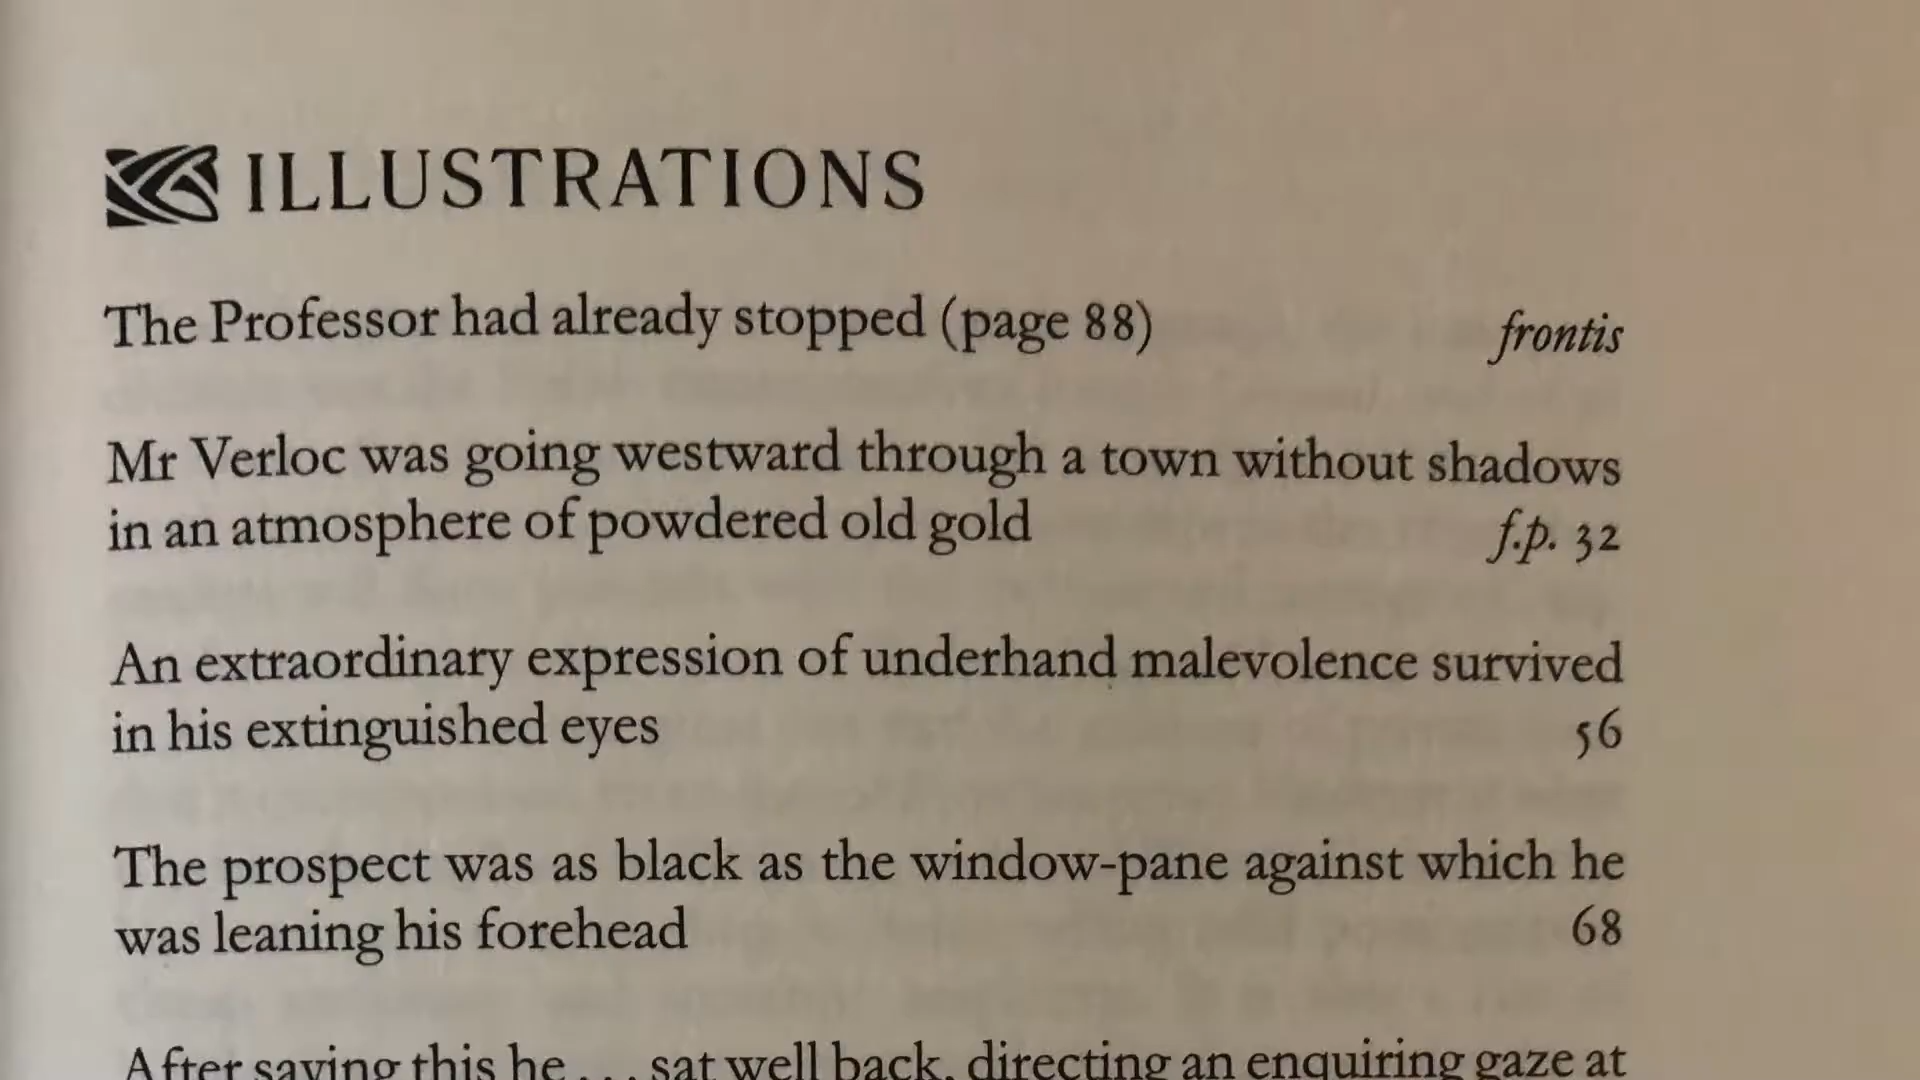 ILLUSTRATIONS
The Professor had already stopped (page 88) frontis
Mr Verloc was going westward through a town without shadows
in an atmosphere of powdered old gold f.p. 32
An extraordinary expression of underhand malevolence survived
in his extinguished eyes 56
The prospect was as black as the window-pane against which he
was leaning his forehead 68
After saying this he . . . sat well back, directing an enquiring gaze at